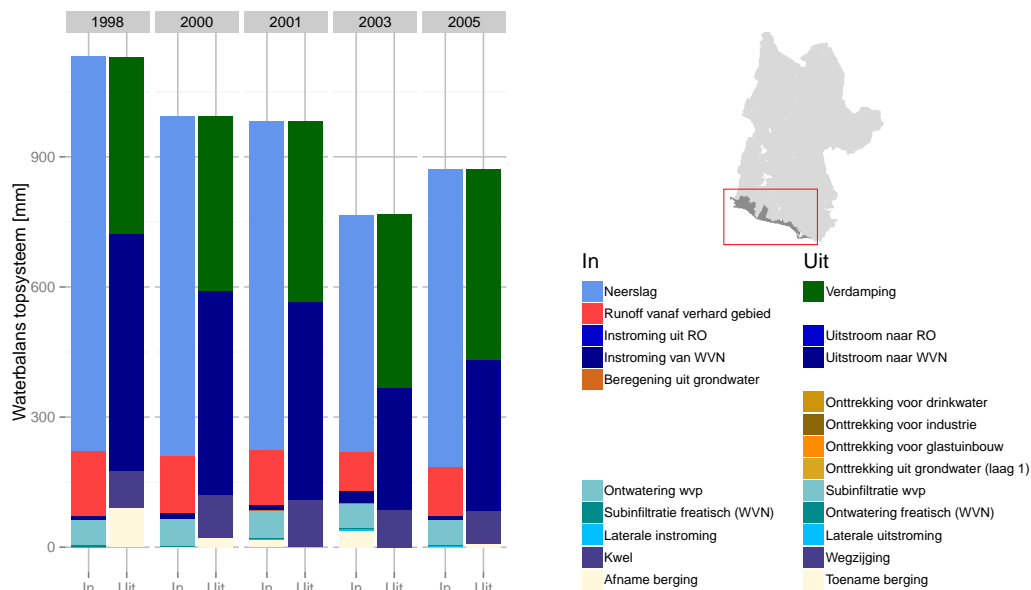 1998 2000 2001 2003 2005
Waterbalans topsysteem [mm]
900
600
300
0
In Uit In Uit In Uit In Uit In Uit
In
Neerslag
Runoff vanaf verhard gebied
Instroming uit RO
Instroming van WVN
Beregening uit grondwater
Ontwatering wvp
Subinfiltratie freatisch (WVN)
Laterale instroming
Kwel
Afname berging
Uit
Verdamping
Uitstroom naar RO
Uitstroom naar WVN
Onttrekking voor drinkwater
Onttrekking voor industrie
Onttrekking voor glastuinbouw
Onttrekking uit grondwater (laag 1)
Subinfiltratie wvp
Ontwatering freatisch (WVN)
Laterale uitstroming
Wegzijging
Toename berging